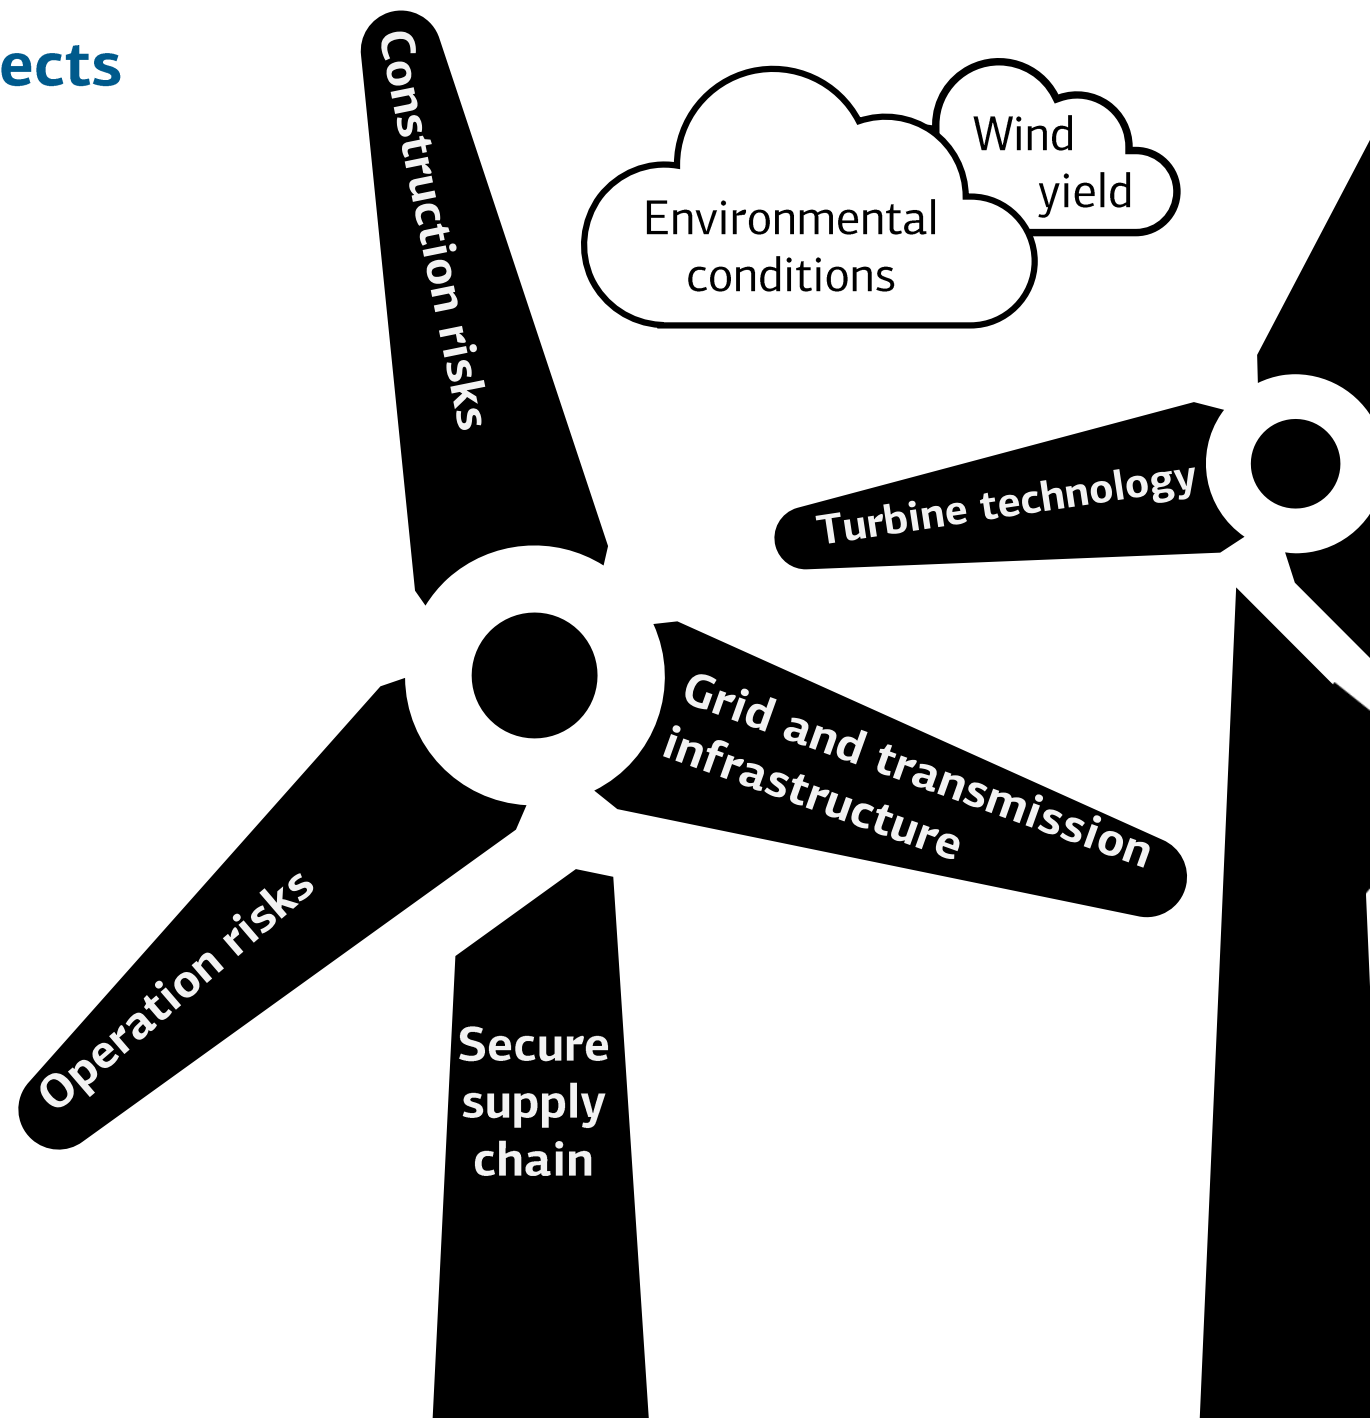 ects
Construction risks
Wind
yield
Environmental
conditions
Turbine technology
Grid and transmission
infrastructure
Operation risks
Secure
supply
chain